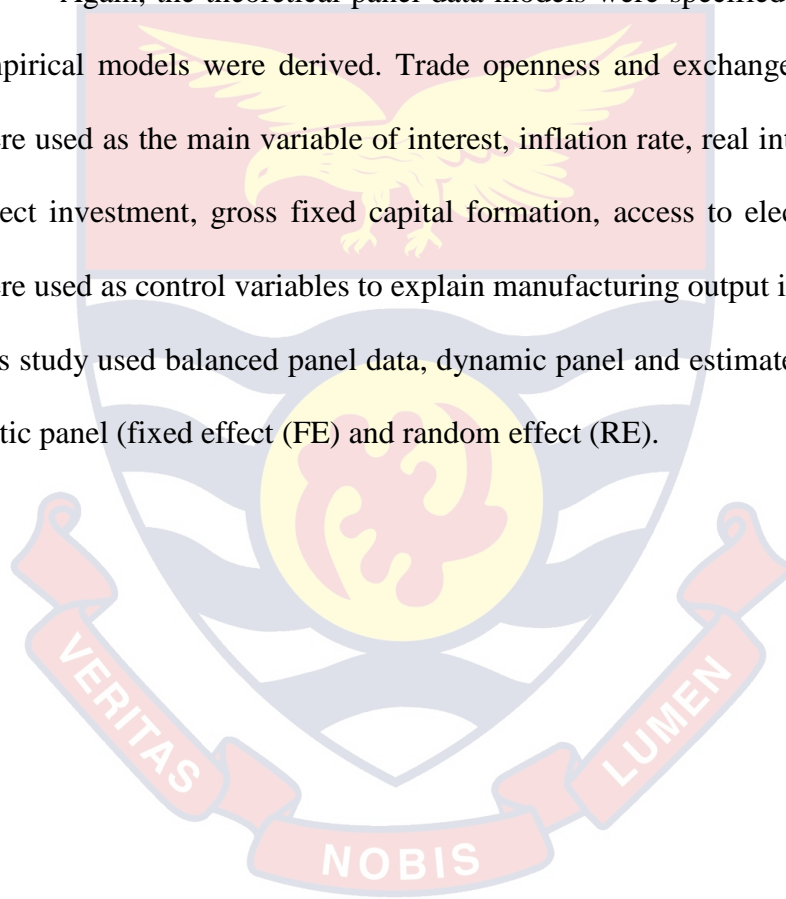 Again, the theoretical panel data models were specified
mpirical models were derived. Trade openness and exchange
ere used as the main variable of interest, inflation rate, real int
ect investment, gross fixed capital formation, access to elec
ere used as control variables to explain manufacturing output i
s study used balanced panel data, dynamic panel and estimate
tic panel (fixed effect (FE) and random effect (RE).
VERITAS
NOBIS
LUMEN